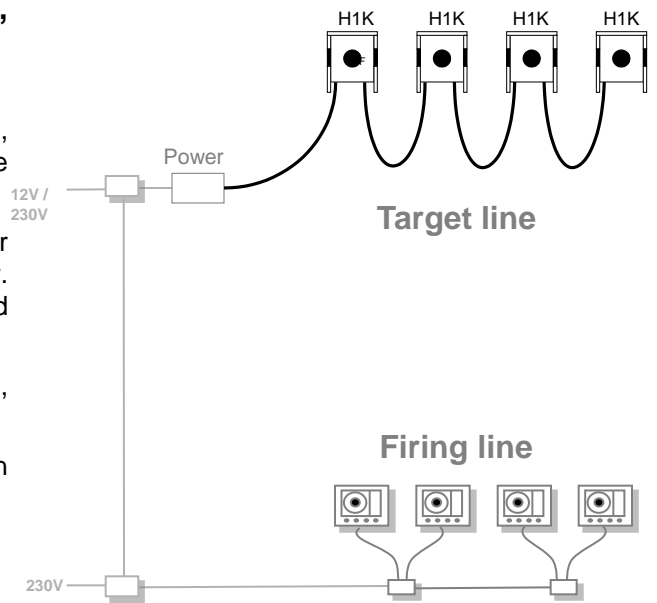 ,
H1K H1K H1K H1K
,
e
Power
12V /
230V
r
Target line
.
d
,
Firing line
n
230V